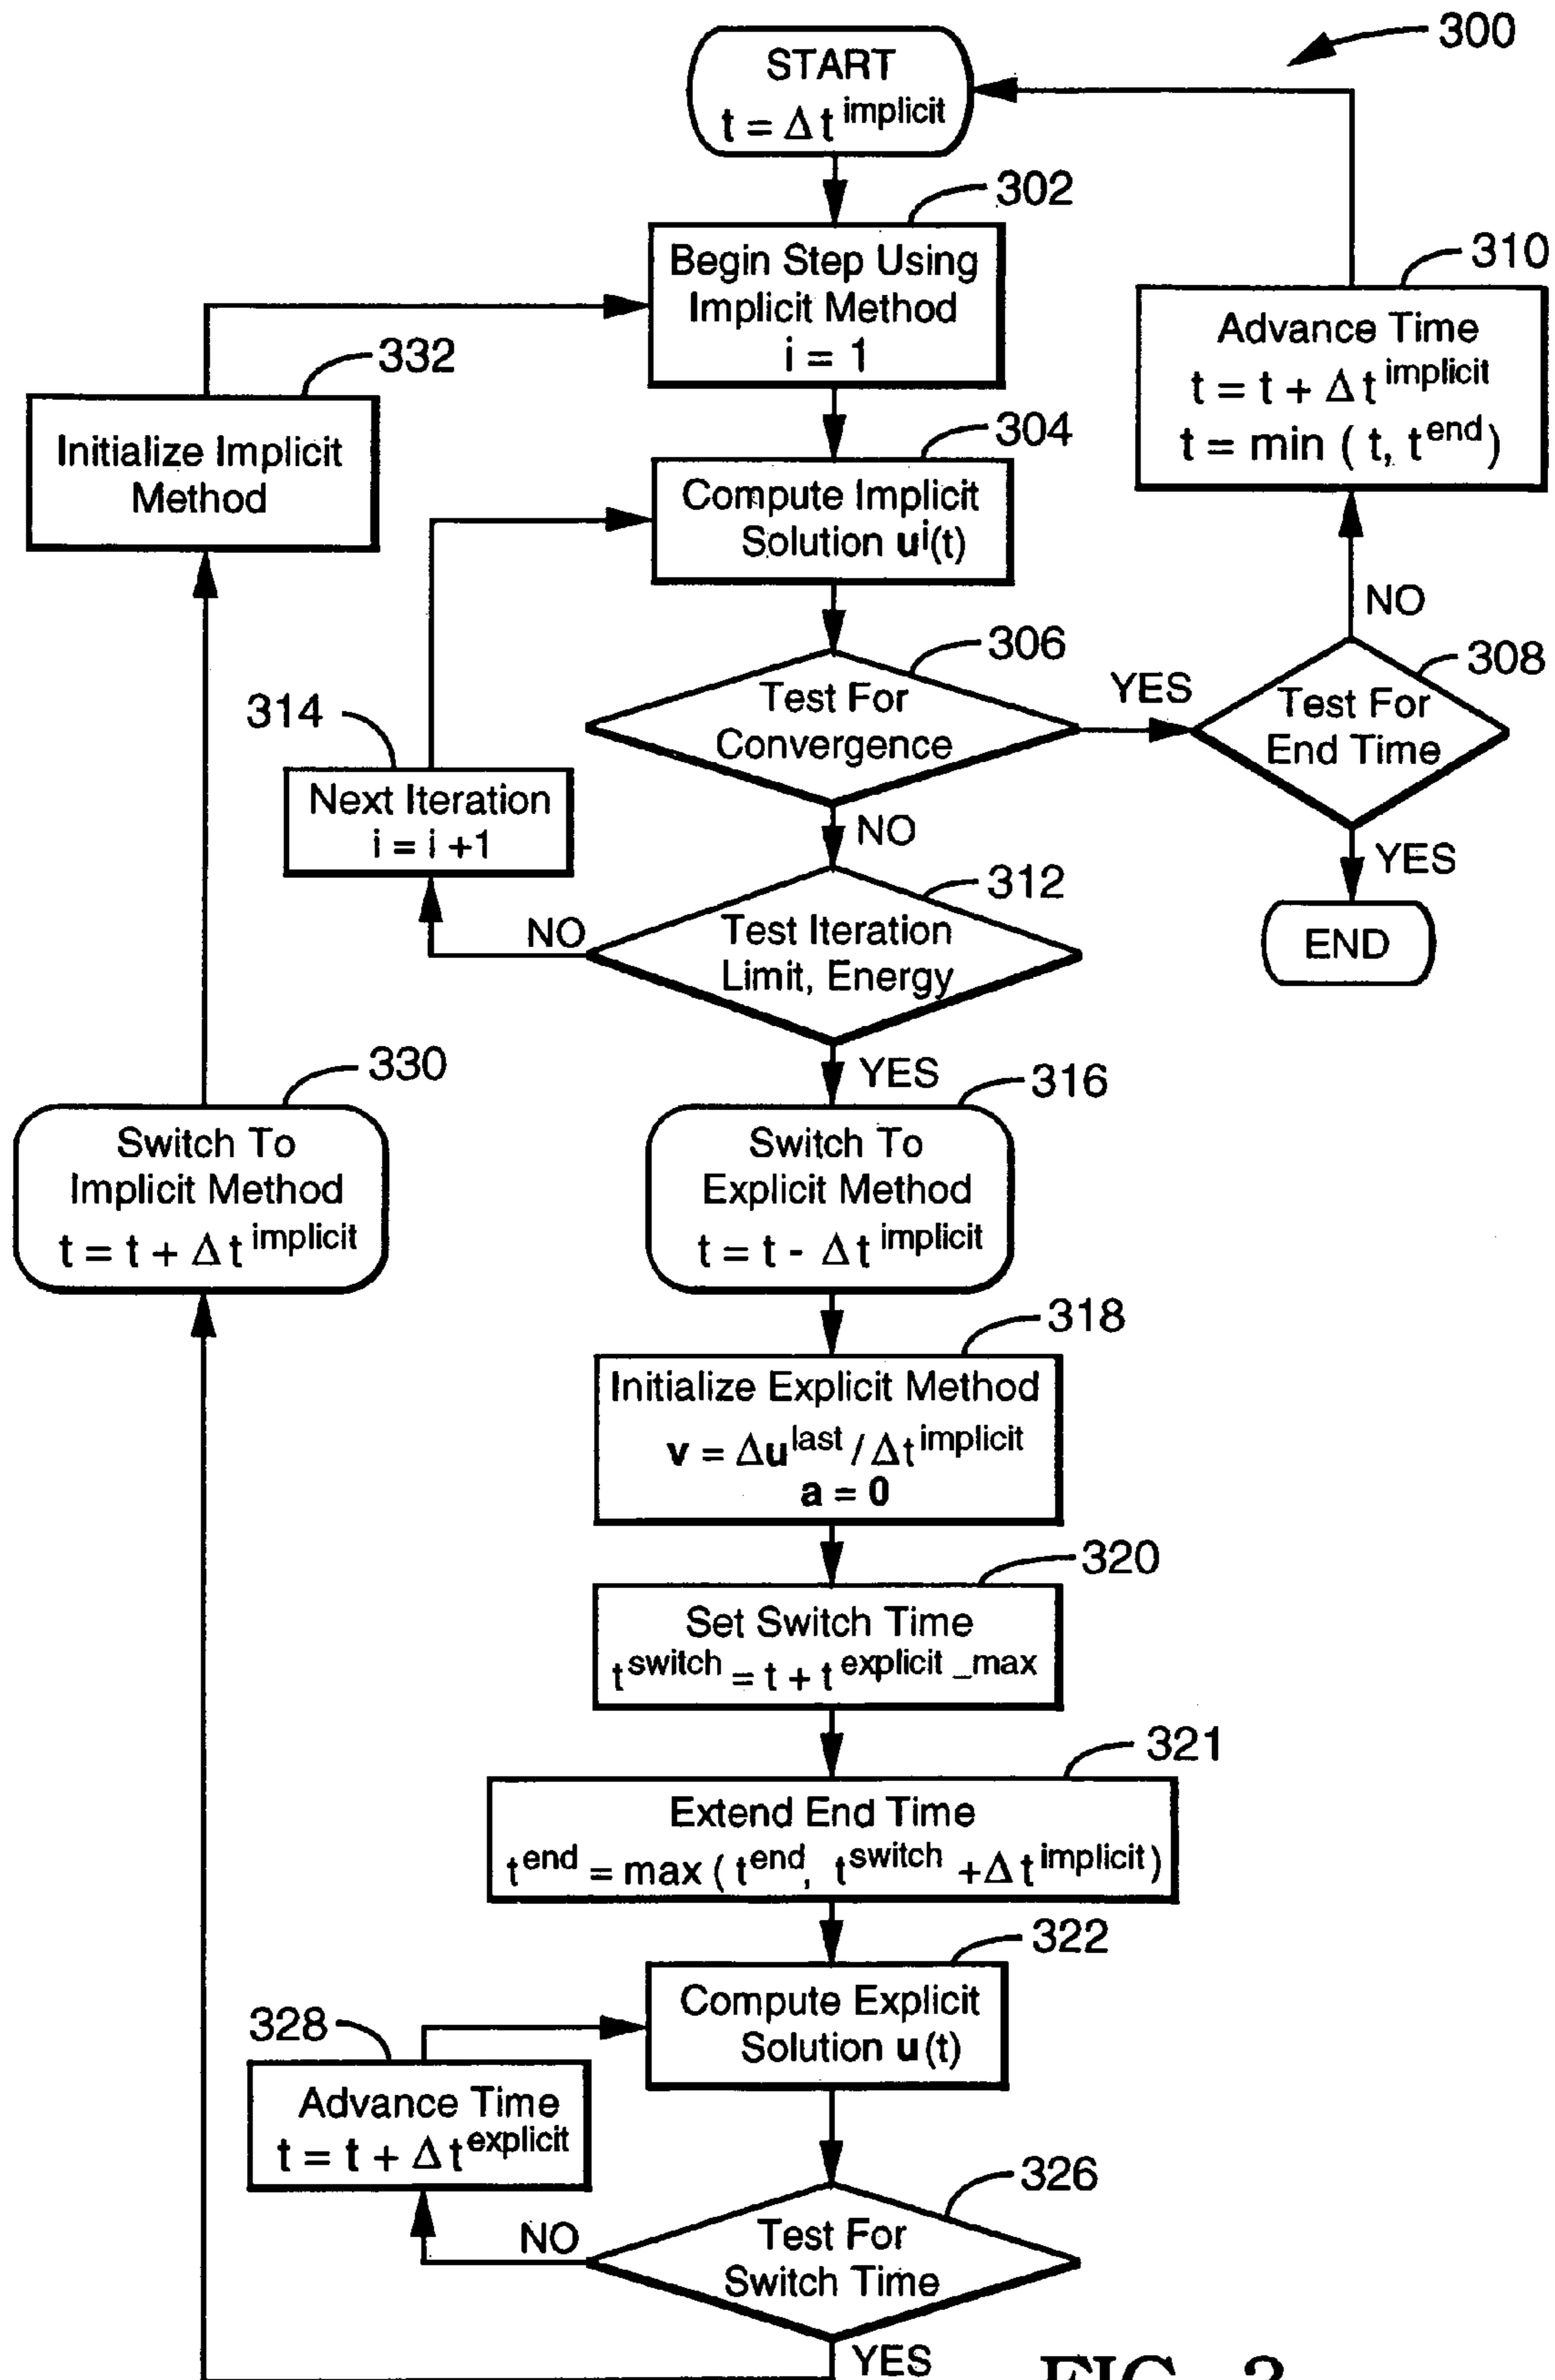 300
START
t = Δt implicit
302
Begin Step Using
Implicit Method
i = 1
310
Advance Time
t = t + Δt implicit
t = min ( t, t end )
332
Initialize Implicit
Method
304
Compute Implicit
Solution u i (t)
306
Test For
Convergence
YES
NO
308
Test For
End Time
NO
YES
END
314
Next Iteration
i = i +1
312
Test Iteration
Limit, Energy
NO
YES
330
Switch To
Implicit Method
t = t + Δt implicit
316
Switch To
Explicit Method
t = t - Δt implicit
318
Initialize Explicit Method
v = Δu last / Δt implicit
a = 0
320
Set Switch Time
t switch = t + t explicit _max
321
Extend End Time
t end = max ( t end, t switch +Δt implicit )
322
Compute Explicit
Solution u (t)
328
Advance Time
t = t + Δt explicit
326
Test For
Switch Time
NO
YES